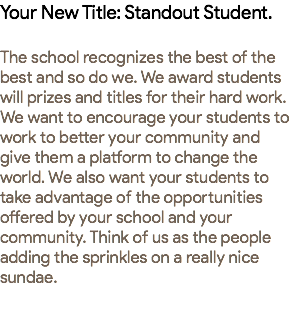 Your New Title: Standout Student.
The school recognizes the best of the
best and so do we. We award students
will prizes and titles for their hard work.
We want to encourage your students to
work to better your community and
give them a platform to change the
world. We also want your students to
take advantage of the opportunities
offered by your school and your
community. Think of us as the people
adding the sprinkles on a really nice
sundae.